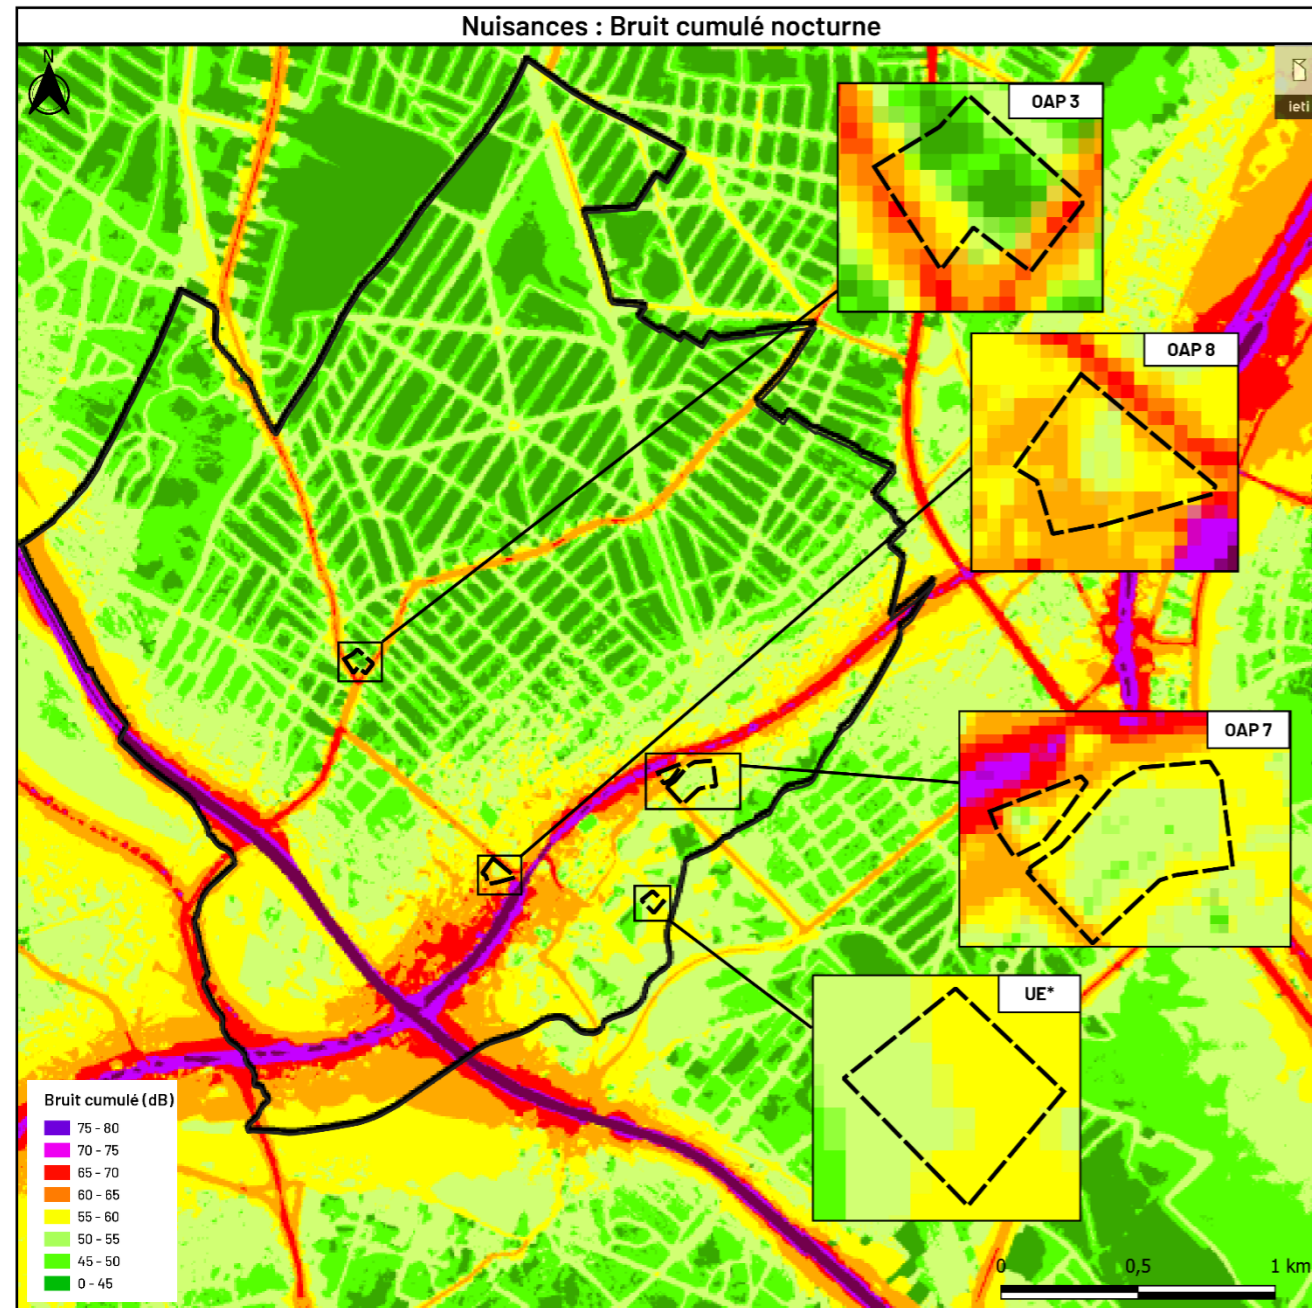 Nuisances : Bruit cumulé nocturne
N
ieti
OAP 3
OAP 8
OAP 7
UE*
Bruit cumulé (dB)
75 - 80
70 - 75
65 - 70
60 - 65
55 - 60
50 - 55
45 - 50
0 - 45
0 0,5 1 km